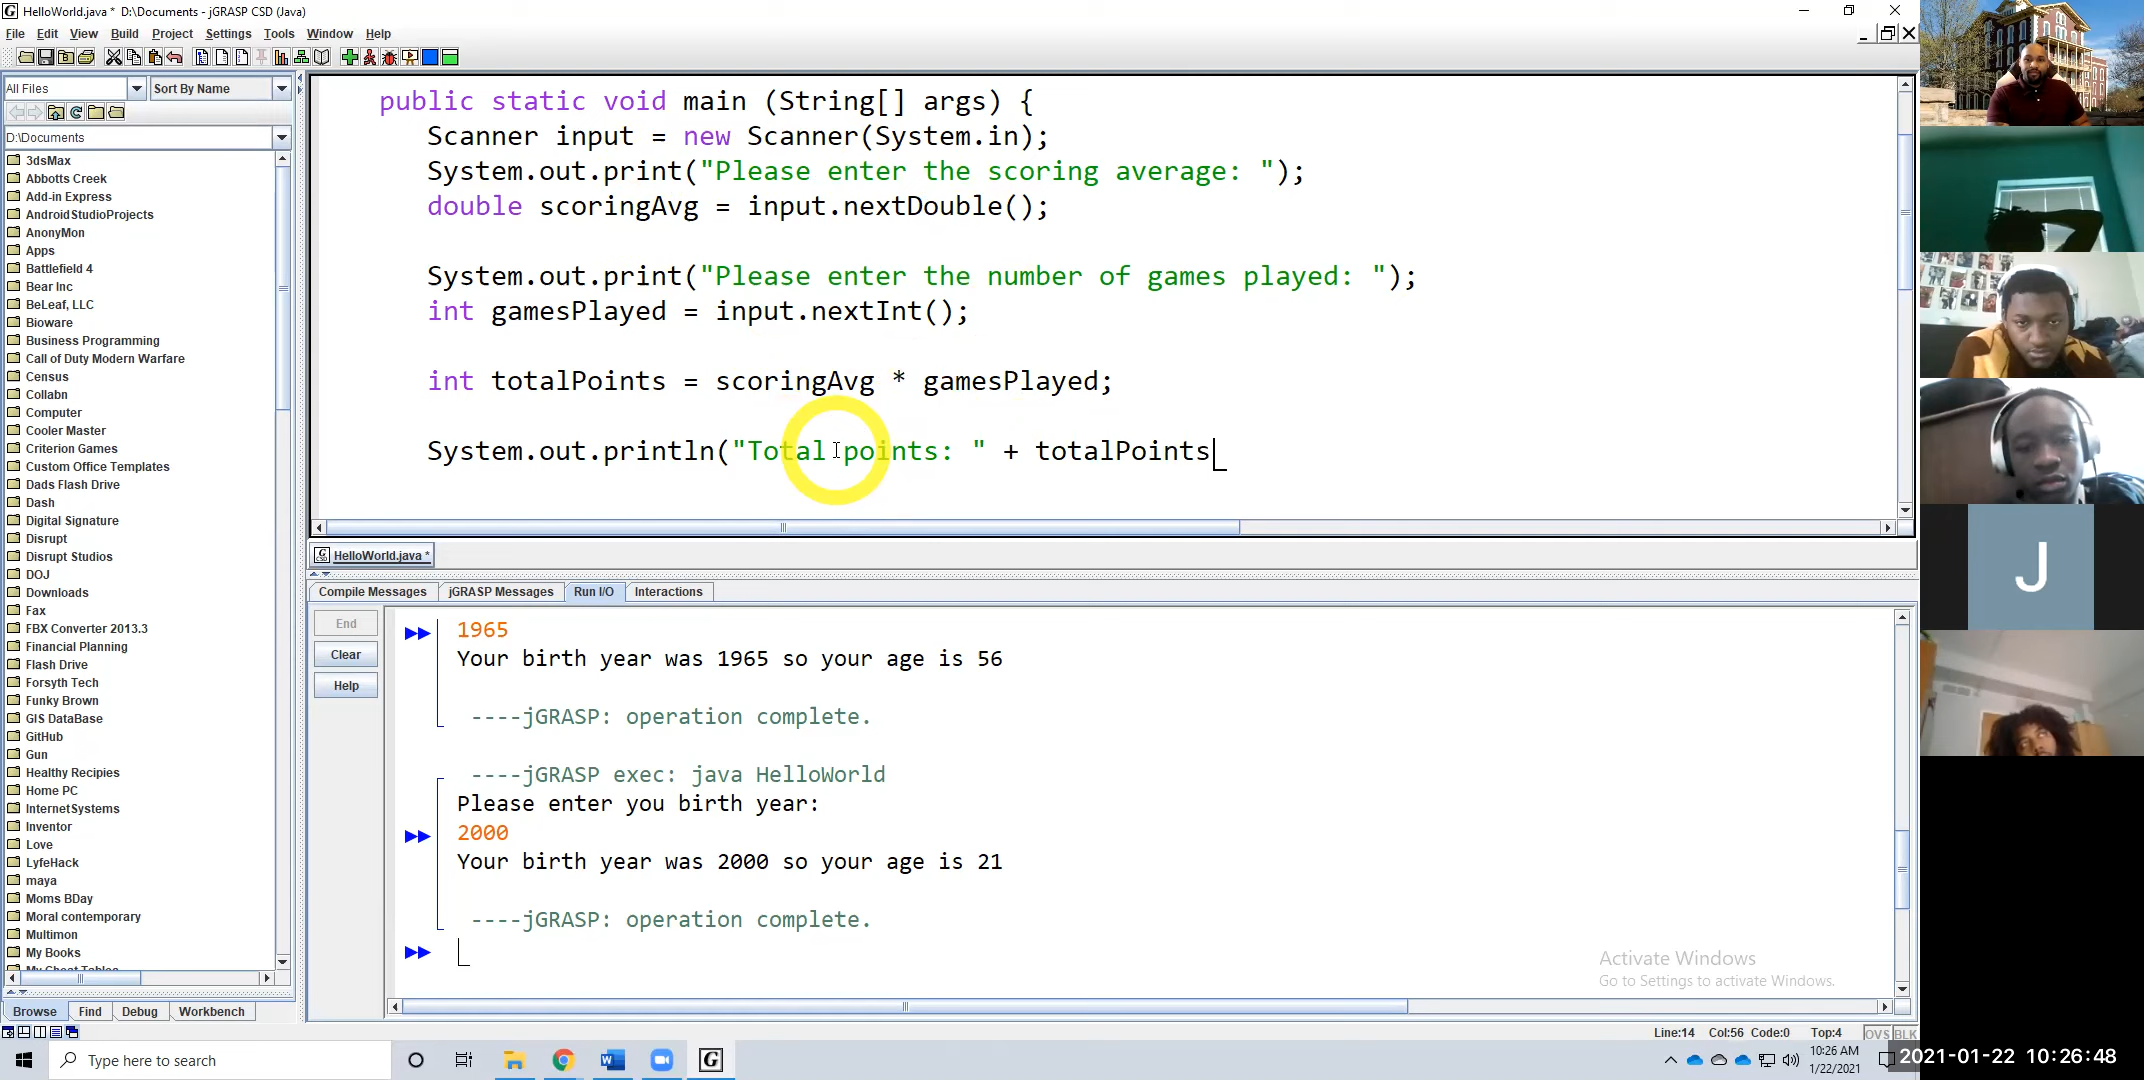 HelloWorld.java * D:\Documents - jGRASP CSD (Java)
File Edit View Build Project Settings Tools Window Help
All Files
Sort By Name
D:\Documents
3dsMax
Abbotts Creek
Add-in Express
AndroidStudioProjects
AnonyMon
Apps
Battlefield 4
Bear Inc
BeLeaf, LLC
Bioware
Business Programming
Call of Duty Modern Warfare
Census
Collabn
Computer
Cooler Master
Criterion Games
Custom Office Templates
Dads Flash Drive
Dash
Digital Signature
Disrupt
Disrupt Studios
DOJ
Downloads
Fax
FBX Converter 2013.3
Financial Planning
Flash Drive
Forsyth Tech
Funky Brown
GIS DataBase
GitHub
Gun
Healthy Recipies
Home PC
InternetSystems
Inventor
Love
LyfeHack
maya
Moms BDay
Moral contemporary
Multimon
My Books
My Cheat Tables
Browse Find Debug Workbench
public static void main (String[] args) {
Scanner input = new Scanner(System.in);
System.out.print("Please enter the scoring average: ");
double scoringAvg = input.nextDouble();
System.out.print("Please enter the number of games played: ");
int gamesPlayed = input.nextInt();
int totalPoints = scoringAvg * gamesPlayed;
System.out.println("Total points: " + totalPoints
HelloWorld.java *
Compile Messages jGRASP Messages Run I/O Interactions
End
Clear
Help
1965
Your birth year was 1965 so your age is 56
----jGRASP: operation complete.
----jGRASP exec: java HelloWorld
Please enter you birth year:
2000
Your birth year was 2000 so your age is 21
----jGRASP: operation complete.
Activate Windows
Go to Settings to activate Windows.
Line:14 Col:56 Code:0 Top:4 OVS BLK
Type here to search
10:26 AM
1/22/2021
2021-01-22 10:26:48
J